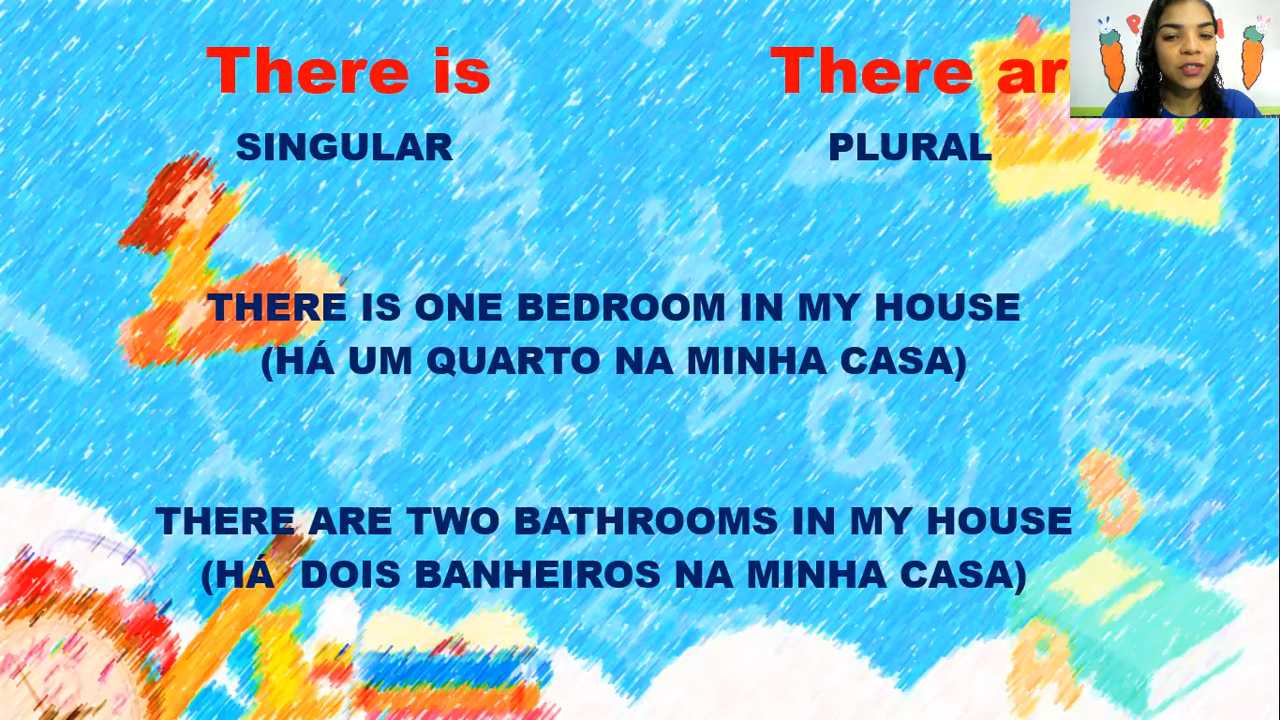 There is
There ar
SINGULAR
PLURAL
THERE IS ONE BEDROOM IN MY HOUSE
(HÁ UM QUARTO NA MINHA CASA)
THERE ARE TWO BATHROOMS IN MY HOUSE
(HÁ DOIS BANHEIROS NA MINHA CASA)